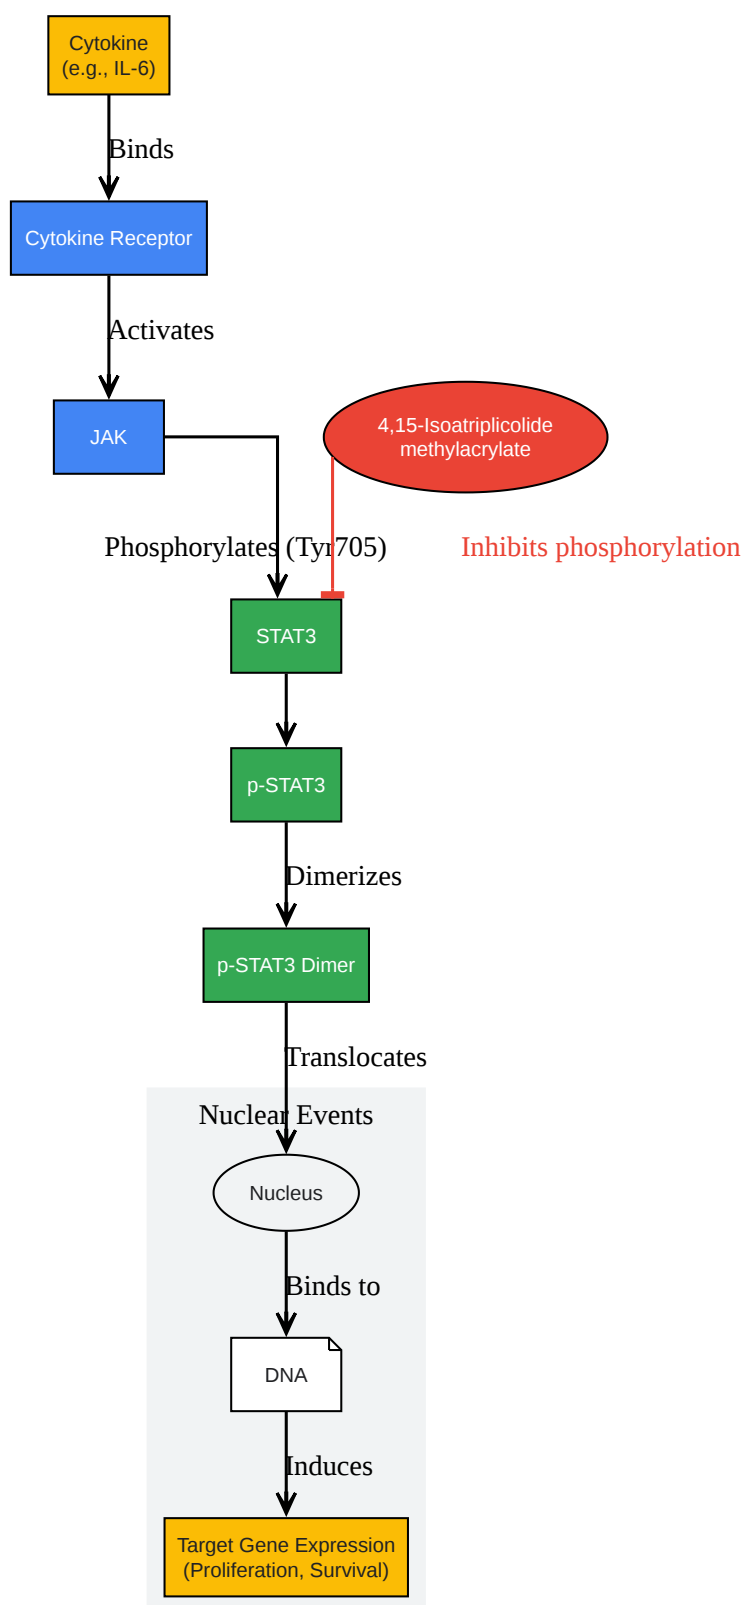 Cytokine
(e.g., IL-6)
Binds
Cytokine Receptor
Activates
JAK
4,15-Isoatriplicolide
methylacrylate
Phosphorylates (Tyr705)
Inhibits phosphorylation
STAT3
p-STAT3
Dimerizes
p-STAT3 Dimer
Translocates
Nuclear Events
Nucleus
Binds to
DNA
Induces
Target Gene Expression
(Proliferation, Survival)